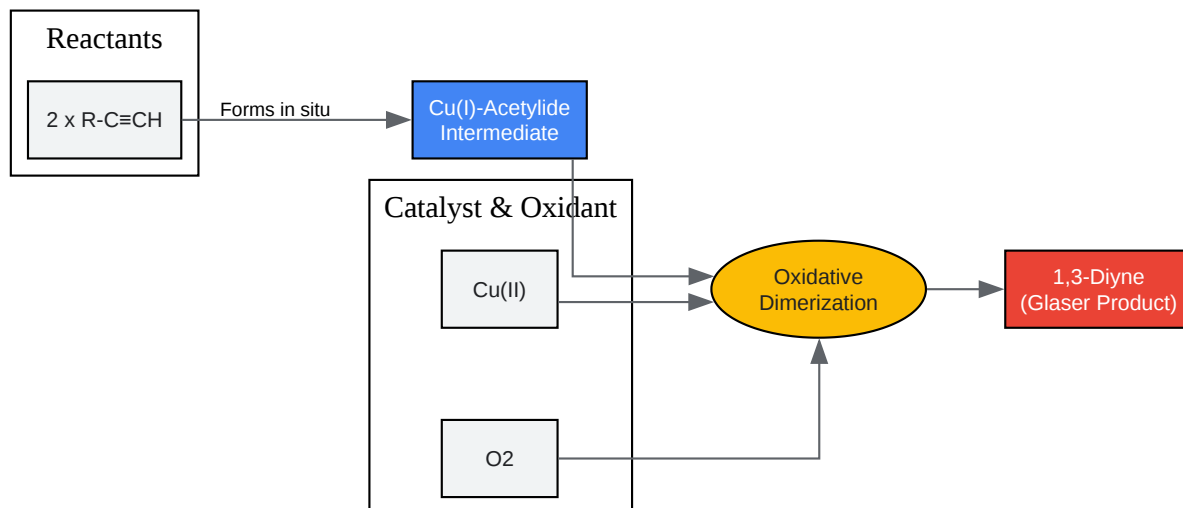 Reactants
2 x R-C≡CH
Forms in situ
Cu(I)-Acetylide
Intermediate
Catalyst & Oxidant
Cu(II)
O2
Oxidative
Dimerization
1,3-Diyne
(Glaser Product)